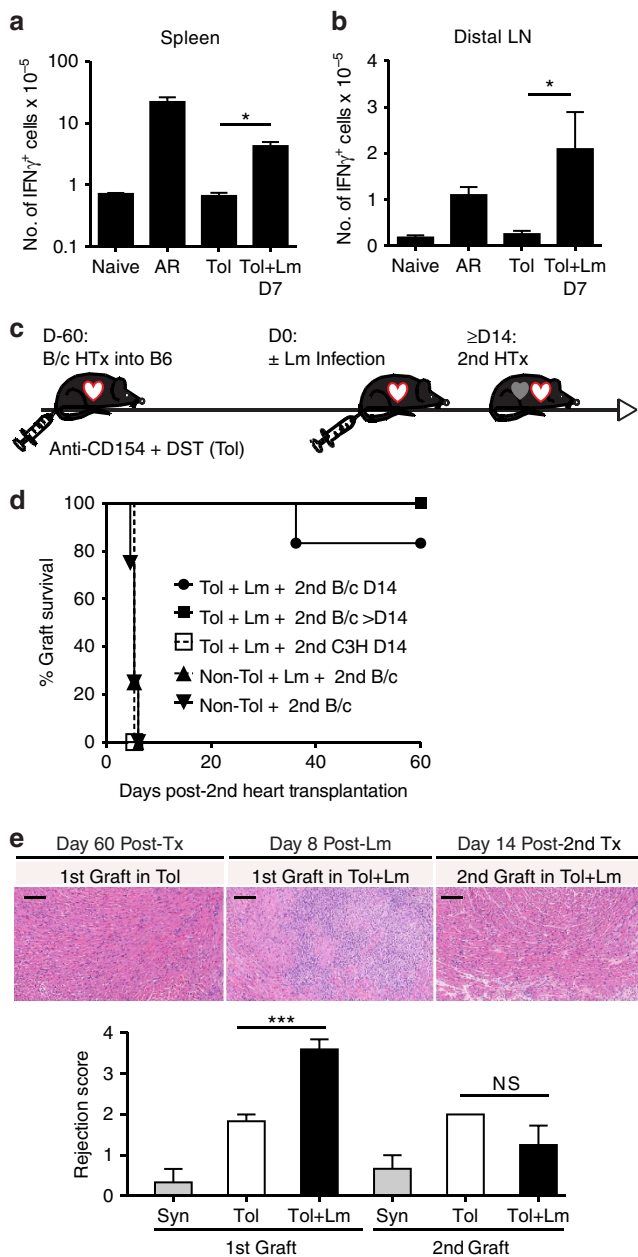 a
Spleen
No. of IFNγ+ cells x 10–5
100
10
1
0.1
Naive AR Tol Tol+Lm
D7
*
b
Distal LN
No. of IFNγ+ cells x 10–5
4
3
2
1
0
Naive AR Tol Tol+Lm
D7
*
c
D-60:
B/c HTx into B6
D0:
± Lm Infection
≥D14:
2nd HTx
Anti-CD154 + DST (Tol)
d
% Graft survival
100
80
60
40
20
0
Tol + Lm + 2nd B/c D14
Tol + Lm + 2nd B/c >D14
Tol + Lm + 2nd C3H D14
Non-Tol + Lm + 2nd B/c
Non-Tol + 2nd B/c
0 20 40 60
Days post-2nd heart transplantation
e
Day 60 Post-Tx Day 8 Post-Lm Day 14 Post-2nd Tx
1st Graft in Tol 1st Graft in Tol+Lm 2nd Graft in Tol+Lm
Rejection score
4
3
2
1
0
***
NS
Syn Tol Tol+Lm Syn Tol Tol+Lm
1st Graft 2nd Graft